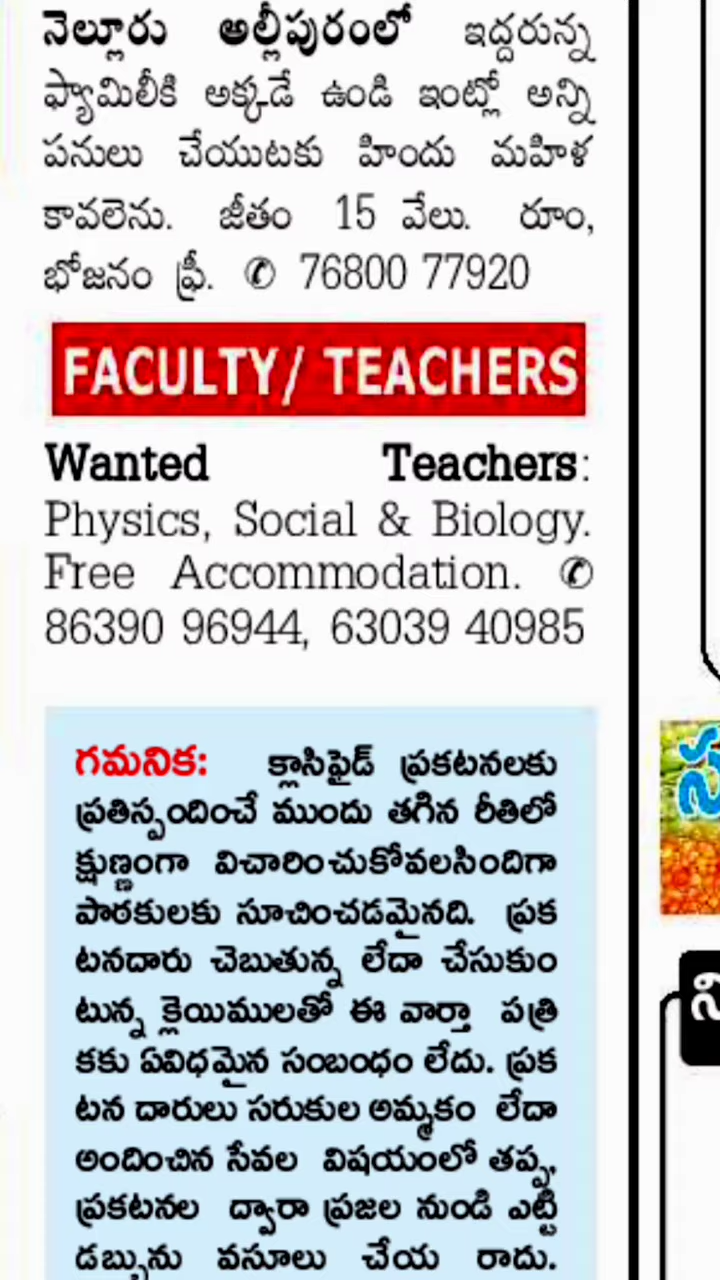 నెల్లూరు అల్లీపురంలో ఇద్దరున్న
ఫ్యామిలీకి అక్కడే ఉండి ఇంట్లో అన్ని
పనులు చేయుటకు హిందు మహిళ
కావలెను. జీతం 15 వేలు. రూం,
భోజనం ఫ్రీ. ✆ 76800 77920
FACULTY/ TEACHERS
Wanted Teachers:
Physics, Social & Biology.
Free Accommodation. ✆
86390 96944, 63039 40985
గమనిక: క్లాసిఫైడ్ ప్రకటనలకు
ప్రతిస్పందించే ముందు తగిన రీతిలో
క్షుణ్ణంగా విచారించుకోవలసిందిగా
పాఠకులకు సూచించడమైనది. ప్రక
టనదారు చెబుతున్న లేదా చేసుకుం
టున్న క్లెయిములతో ఈ వార్తా పత్రి
కకు ఏవిధమైన సంబంధం లేదు. ప్రక
టన దారులు సరుకుల అమ్మకం లేదా
అందించిన సేవల విషయంలో తప్ప,
ప్రకటనల ద్వారా ప్రజల నుండి ఎట్టి
డబ్బును వసూలు చేయ రాదు.